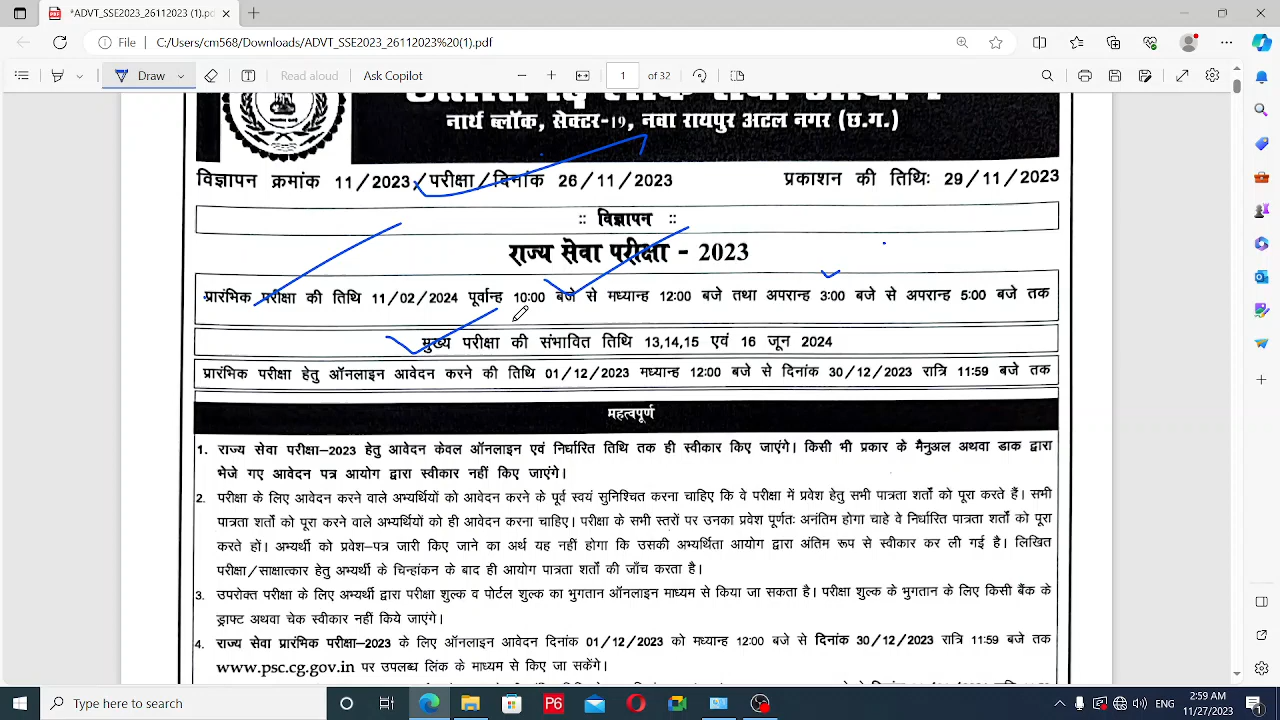 *ADVT_SSE2023_26112023 (1).pdf
File C:/Users/cm568/Downloads/ADVT_SSE_26112023%20(1).pdf
Draw Read aloud Ask Copilot 1 of 32
नार्थ ब्लॉक, सेक्टर-19, नवा रायपुर अटल नगर (छ.ग.)
विज्ञापन क्रमांक 11/2023/परीक्षा/दिनांक 26/11/2023 प्रकाशन की तिथिः 29/11/2023
:: विज्ञापन ::
राज्य सेवा परीक्षा - 2023
प्रारंभिक परीक्षा की तिथि 11/02/2024 पूर्वान्ह 10:00 बजे से मध्यान्ह 12:00 बजे तथा अपरान्ह 3:00 बजे से अपरान्ह 5:00 बजे तक
मुख्य परीक्षा की संभावित तिथि 13,14,15 एवं 16 जून 2024
प्रारंभिक परीक्षा हेतु ऑनलाइन आवेदन करने की तिथि 01/12/2023 मध्यान्ह 12:00 बजे से दिनांक 30/12/2023 रात्रि 11:59 बजे तक
महत्वपूर्ण
1. राज्य सेवा परीक्षा–2023 हेतु आवेदन केवल ऑनलाइन एवं निर्धारित तिथि तक ही स्वीकार किए जाएंगे। किसी भी प्रकार के मैनुअल अथवा डाक द्वारा
भेजे गए आवेदन पत्र आयोग द्वारा स्वीकार नहीं किए जाएंगे।
2. परीक्षा के लिए आवेदन करने वाले अभ्यर्थियों को आवेदन करने के पूर्व स्वयं सुनिश्चित करना चाहिए कि वे परीक्षा में प्रवेश हेतु सभी पात्रता शर्तो को पूरा करते हैं। सभी
पात्रता शर्तो को पूरा करने वाले अभ्यर्थियों को ही आवेदन करना चाहिए। परीक्षा के सभी स्तरों पर उनका प्रवेश पूर्णतः अनंतिम होगा चाहे वे निर्धारित पात्रता शर्तो को पूरा
करते हों। अभ्यर्थी को प्रवेश–पत्र जारी किए जाने का अर्थ यह नहीं होगा कि उसकी अभ्यर्थिता आयोग द्वारा अंतिम रूप से स्वीकार कर ली गई है। लिखित
परीक्षा/साक्षात्कार हेतु अभ्यर्थी के चिन्हांकन के बाद ही आयोग पात्रता शर्तो की जाँच करता है।
3. उपरोक्त परीक्षा के लिए अभ्यर्थी द्वारा परीक्षा शुल्क व पोर्टल शुल्क का भुगतान ऑनलाइन माध्यम से किया जा सकता है। परीक्षा शुल्क के भुगतान के लिए किसी बैंक के
ड्राफ्ट अथवा चेक स्वीकार नहीं किये जाएंगे।
4. राज्य सेवा प्रारंभिक परीक्षा–2023 के लिए ऑनलाइन आवेदन दिनांक 01/12/2023 को मध्यान्ह 12:00 बजे से दिनांक 30/12/2023 रात्रि 11:59 बजे तक
www.psc.cg.gov.in पर उपलब्ध लिंक के माध्यम से किए जा सकेंगे।
Type here to search P6 2:59 AM
11/27/2023